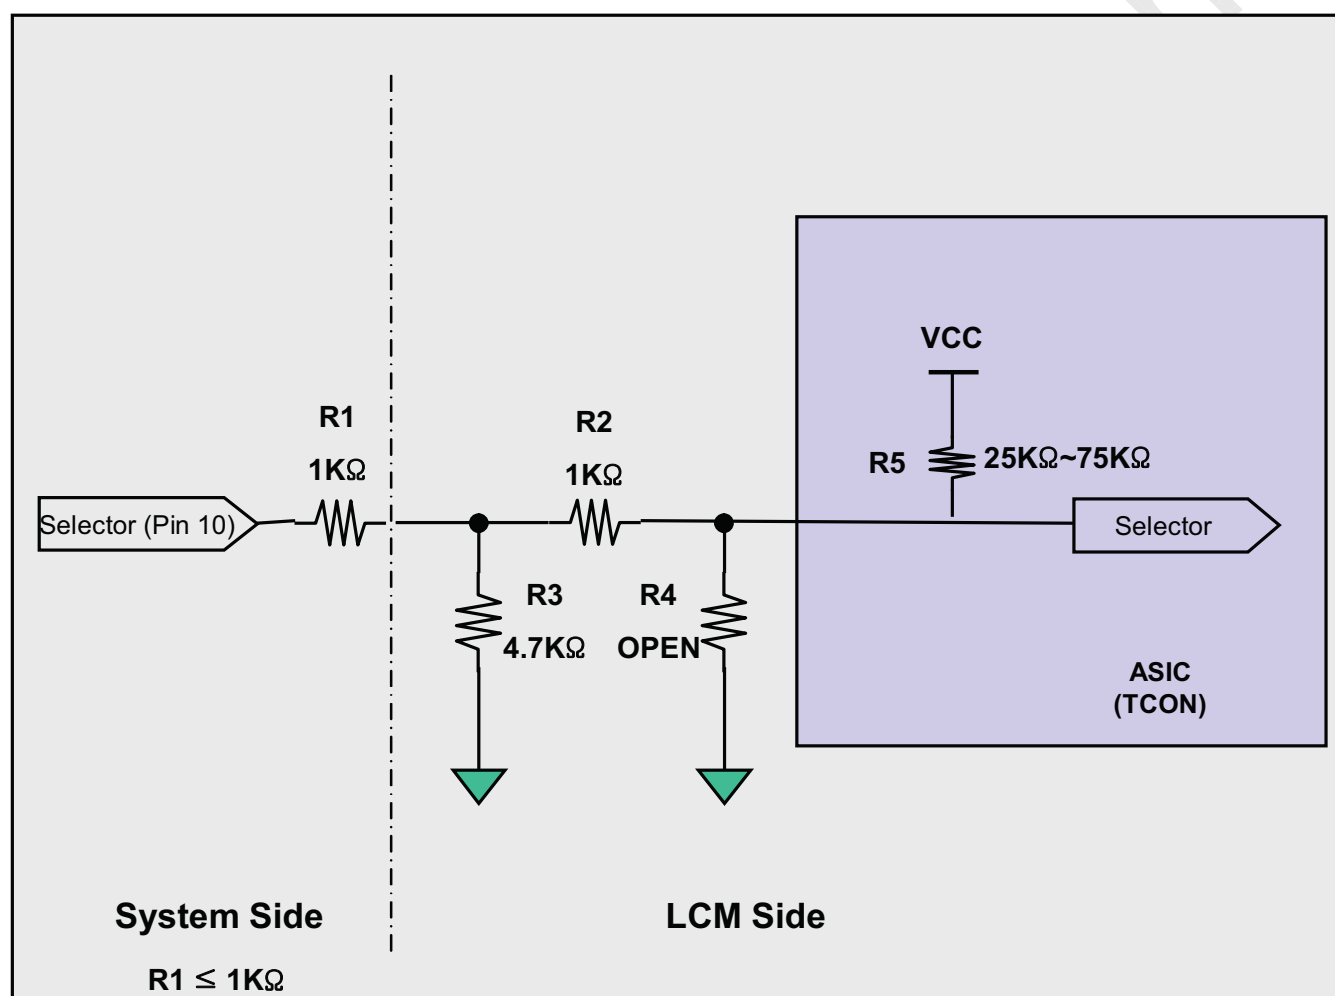 VCC
R1
1KΩ
R2
1KΩ
R5
25KΩ~75KΩ
Selector (Pin 10)
Selector
R3
4.7KΩ
R4
OPEN
ASIC
(TCON)
System Side
LCM Side
R1 ≤ 1KΩ